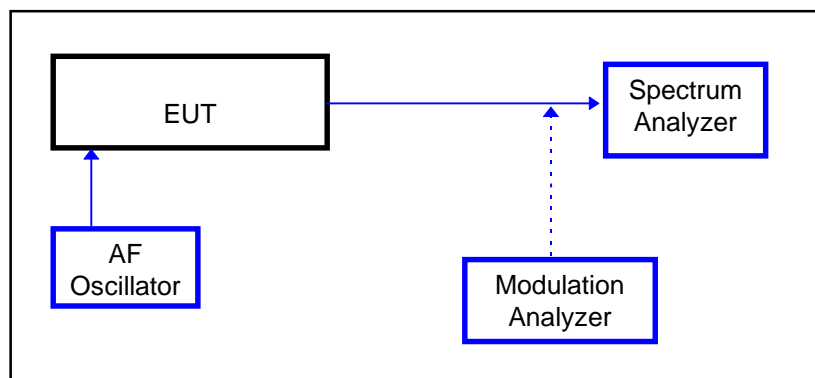 EUT
Spectrum
Analyzer
AF
Oscillator
Modulation
Analyzer